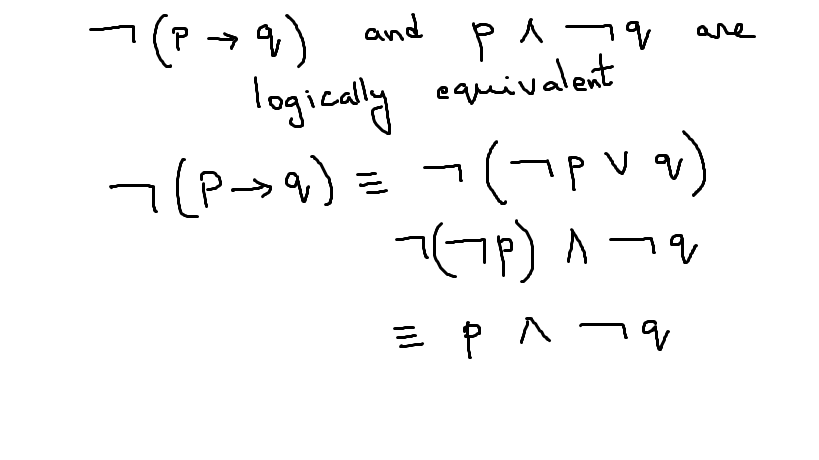 ¬(p → q) and p ∧ ¬q are
logically equivalent
¬(p → q) ≡ ¬(¬p ∨ q)
¬(¬p) ∧ ¬q
≡ p ∧ ¬q